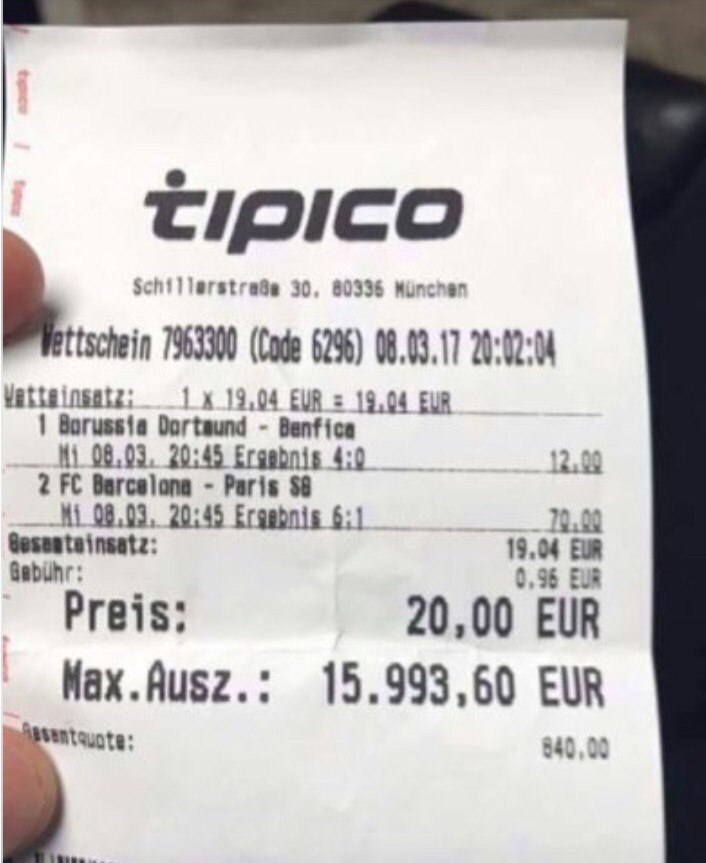 tipico
Schillerstraße 30. 80336 München
Wettschein 7963300 (Code 6296) 08.03.17 20:02:04
Wetteinsatz: 1 x 19.04 EUR = 19.04 EUR
1 Borussia Dortmund - Benfica
Mi 08.03. 20:45 Ergebnis 4:0 12.00
2 FC Barcelona - Paris SG
Mi 08.03. 20:45 Ergebnis 6:1 70.00
Gesamteinsatz: 19.04 EUR
Gebühr: 0.96 EUR
Preis: 20,00 EUR
Max.Ausz.: 15.993,60 EUR
Gesamtquote: 840.00
tipico / tipico